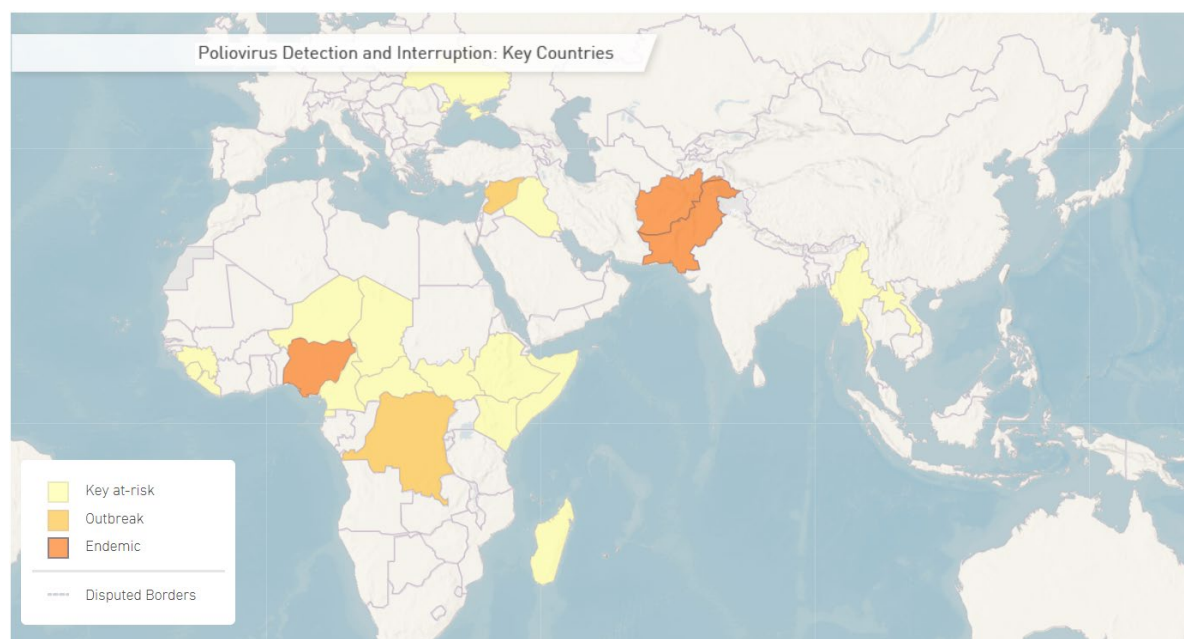 Poliovirus Detection and Interruption: Key Countries
Key at-risk
Outbreak
Endemic
Disputed Borders